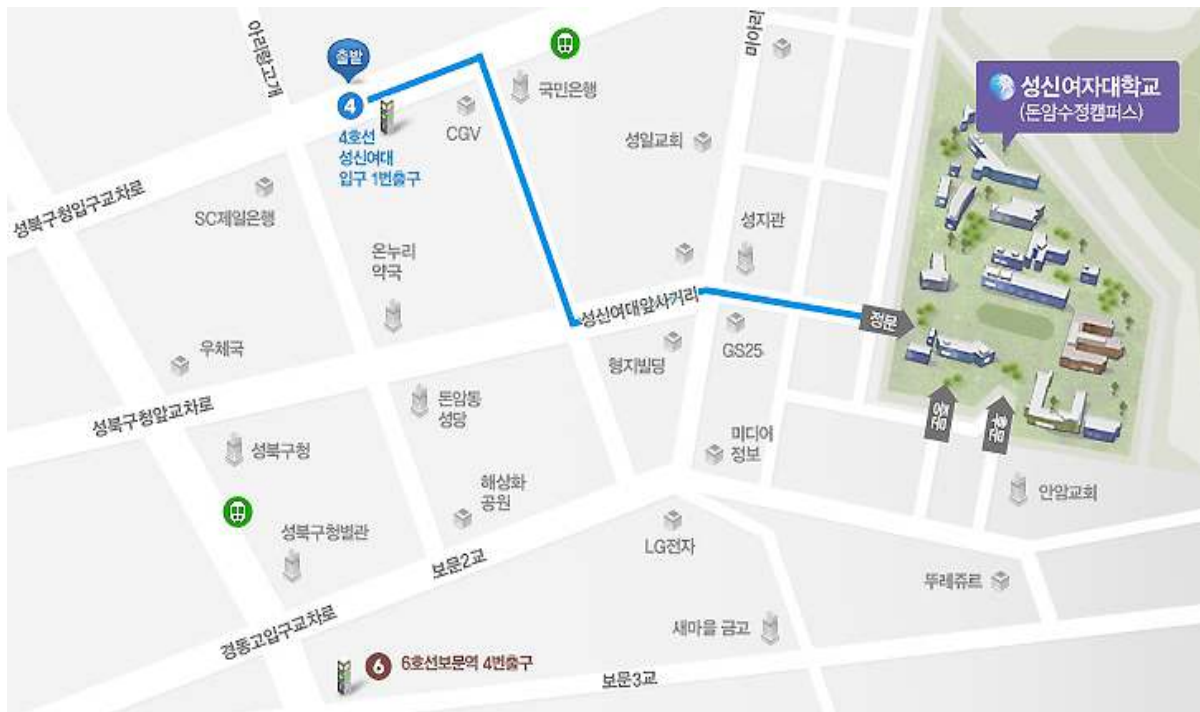 아리랑고개
출발
4
4호선
성신여대
입구 1번출구
CGV
국민은행
미아리
성신여자대학교
(돈암수정캠퍼스)
성일교회
성북구청입구교차로
SC제일은행
온누리
약국
성지관
성신여대앞사거리
정문
우체국
형지빌딩
GS25
성북구청앞교차로
돈암동
성당
동문
후문
성북구청
미디어
정보
해상화
공원
안암교회
성북구청별관
보문2교
LG전자
뚜레쥬르
경동고입구교차로
새마을 금고
6
6호선보문역 4번출구
보문3교